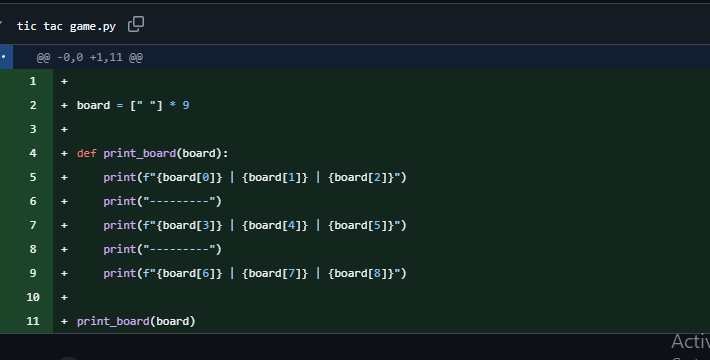 tic tac game.py
@@ -0,0 +1,11 @@
1 +
2 + board = [" "] * 9
3 +
4 + def print_board(board):
5 +     print(f"{board[0]} | {board[1]} | {board[2]}")
6 +     print("---------")
7 +     print(f"{board[3]} | {board[4]} | {board[5]}")
8 +     print("---------")
9 +     print(f"{board[6]} | {board[7]} | {board[8]}")
10 +
11 + print_board(board)
Activ